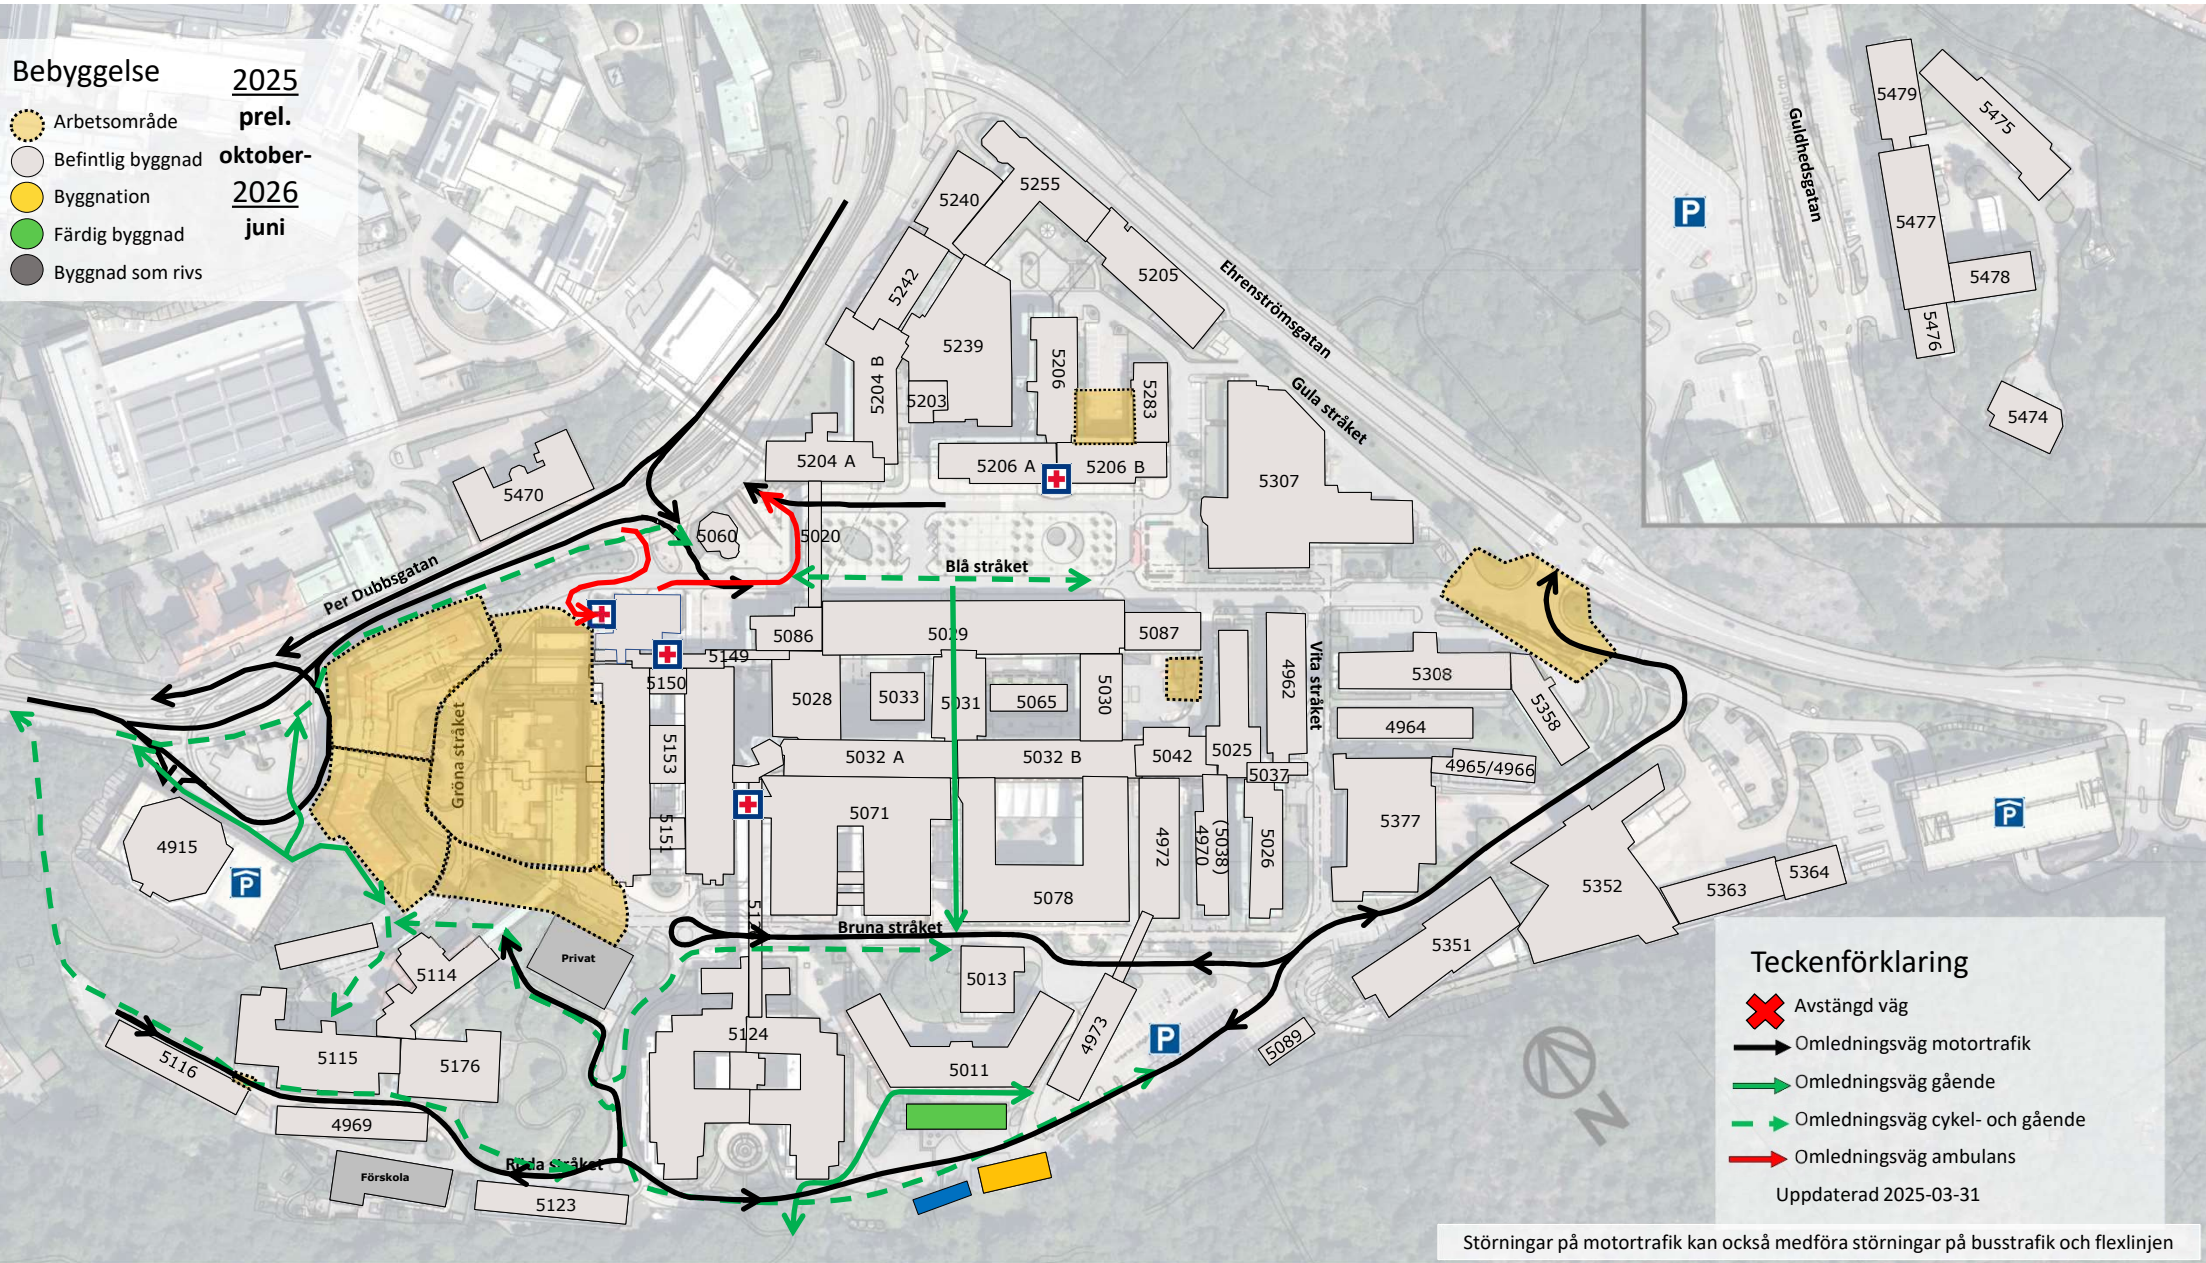 Bebyggelse
2025
prel.
oktober-
2026
juni
Arbetsområde
Befintlig byggnad
Byggnation
Färdig byggnad
Byggnad som rivs
5479
5475
Guldhedsgatan
P
5477
5478
5476
5474
5255
5240
5205
5242
Ehrenströmsgatan
5239
5206
5204 B
5203
5283
Gula stråket
5204 A
5206 A
5206 B
5307
5470
5060
5020
Blå stråket
Per Dubbsgatan
5086
5029
5087
5149
5150
5028
5033
5031
5065
5030
4962
Vita stråket
5308
5358
4964
Gröna stråket
5153
5032 A
5032 B
5042
5025
5037
4965/4966
5151
5071
4972
4970
(5038)
5026
5377
P
4915
P
5078
5352
5363
5364
Bruna stråket
5351
Privat
5114
5013
4973
P
5089
5124
5115
5176
5116
5011
4969
Röda stråket
Förskola
5123
N
Teckenförklaring
Avstängd väg
Omledningsväg motortrafik
Omledningsväg gående
Omledningsväg cykel- och gående
Omledningsväg ambulans
Uppdaterad 2025-03-31
Störningar på motortrafik kan också medföra störningar på busstrafik och flexlinjen